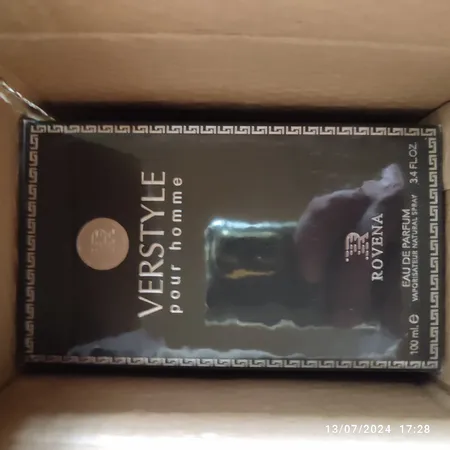 VERSTYLE
pour homme
R
ROVENA
EAU DE PARFUM
VAPORISATEUR NATURAL SPRAY
100 ml. e
3.4 FL.OZ.
13/07/2024 17:28